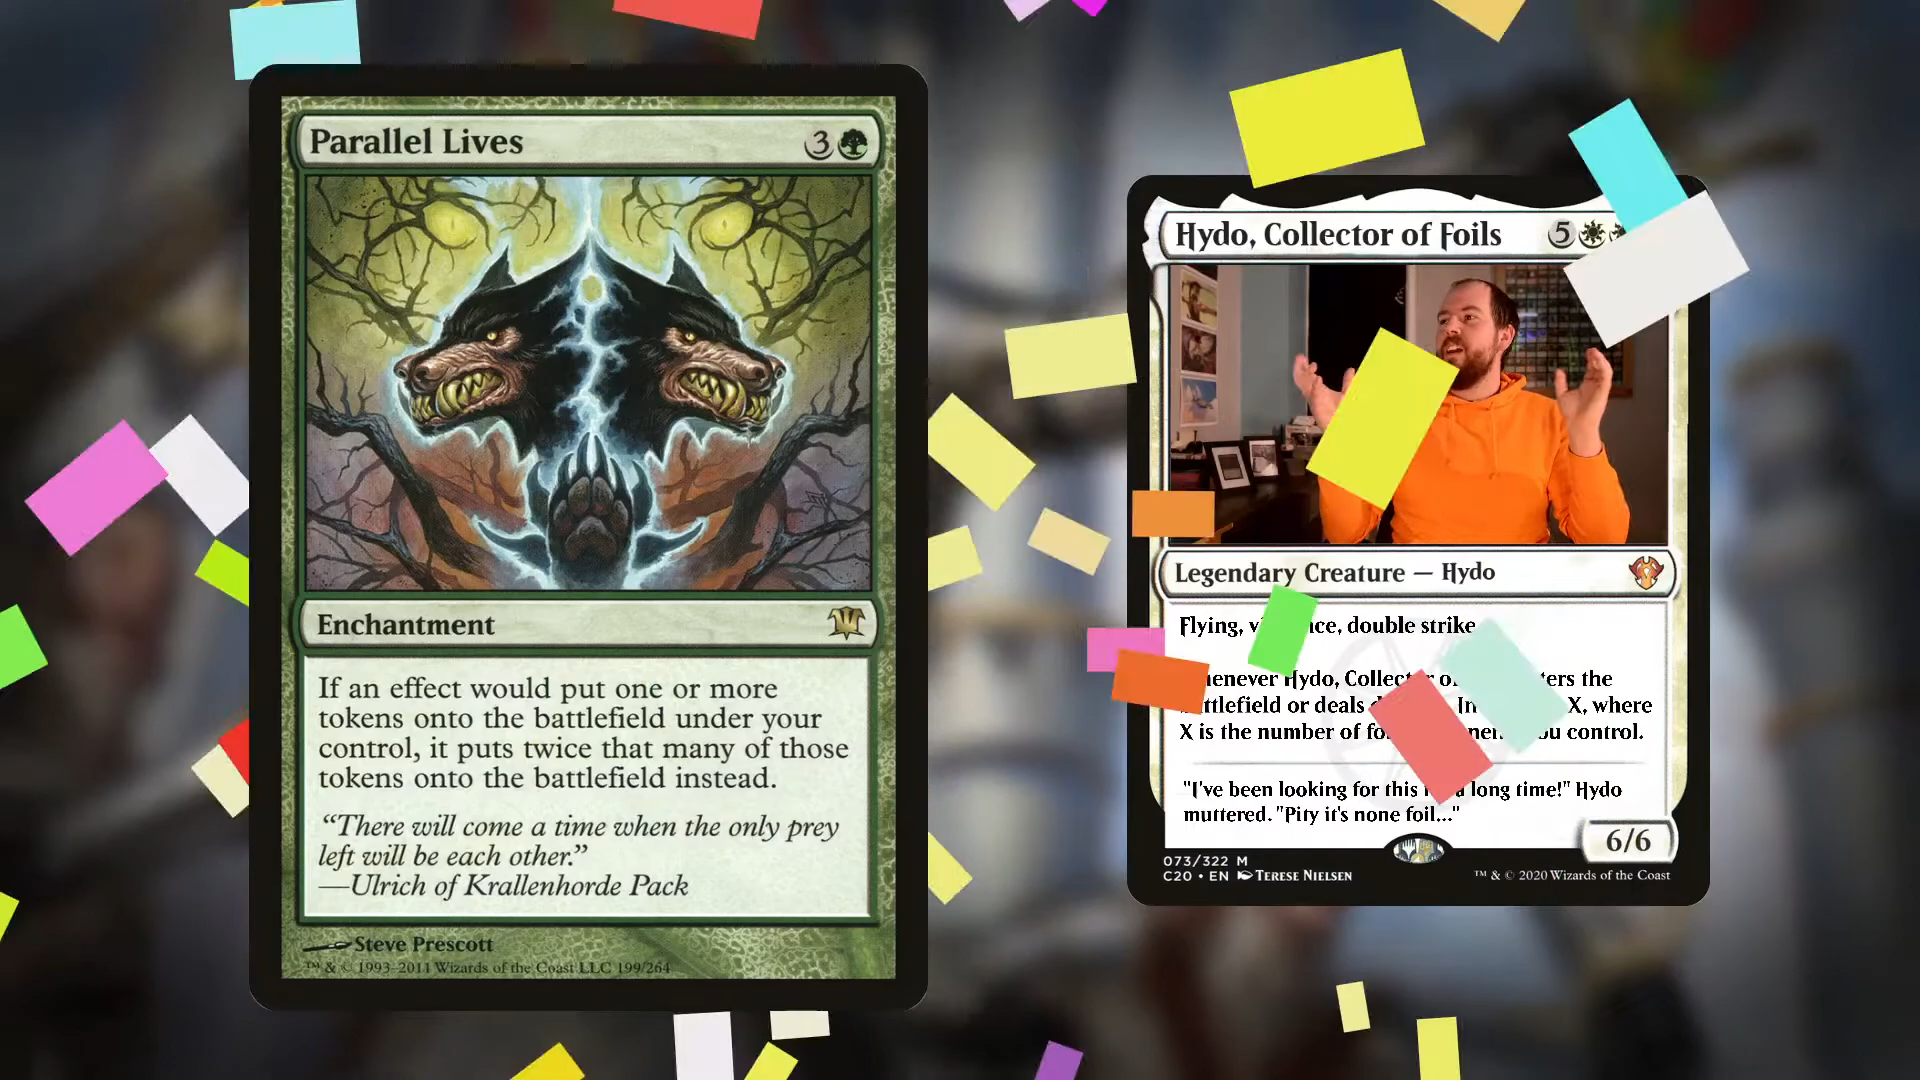 Parallel Lives
3
Enchantment
If an effect would put one or more
tokens onto the battlefield under your
control, it puts twice that many of those
tokens onto the battlefield instead.
“There will come a time when the only prey
left will be each other.”
—Ulrich of Krallenhorde Pack
Steve Prescott
™ & © 1993–2011 Wizards of the Coast LLC 199/264
Hydo, Collector of Foils
5
Legendary Creature — Hydo
Flying, double strike
Hydo, the
or deals X, where
X is the number of control.
"I've been looking for this long time!" Hydo
muttered. "Pity it's none foil..."
6/6
073/322 M
C20 • EN TERESE NIELSEN
™ & © 2020 Wizards of the Coast